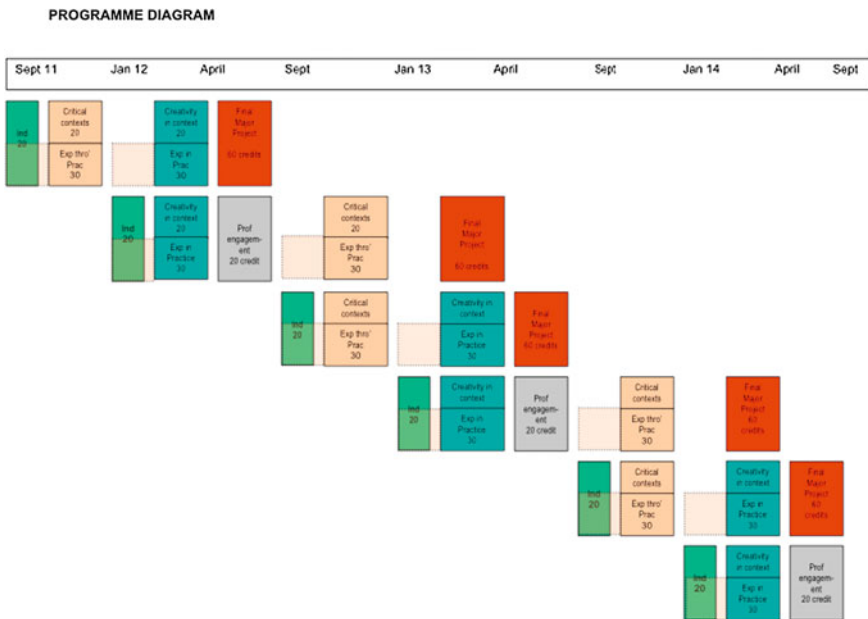 PROGRAMME DIAGRAM
Sept 11 Jan 12 April Sept Jan 13 April Sept Jan 14 April Sept
Ind
20
Critical
contexts
20
Exp thro'
Prac
30
Creativity
in context
20
Exp in
Prac
30
Final
Major
Project
60 credits
Ind
20
Creativity
in context
20
Exp in
Practice
30
Prof
engagem-
ent
20 credit
Critical
contexts
20
Exp thro'
Prac
30
Final
Major
Project
60 credits
Ind
20
Critical
contexts
20
Exp thro'
Prac
30
Creativity in
context
Exp in
Practice
30
Final
Major
Project
60 credits
Ind
20
Creativity in
context
Exp in
Practice
30
Prof
engagem-
ent
20 credit
Critical
contexts
Exp thro'
Prac
30
Final
Major
Project
60
credits
Ind
20
Critical
contexts
Exp thro'
Prac
30
Creativity
in context
Exp in
Practice
30
Final
Major
Project
60
credits
Ind
20
Creativity
in context
Exp in
Practice
30
Prof
engagem-
ent
20 credit